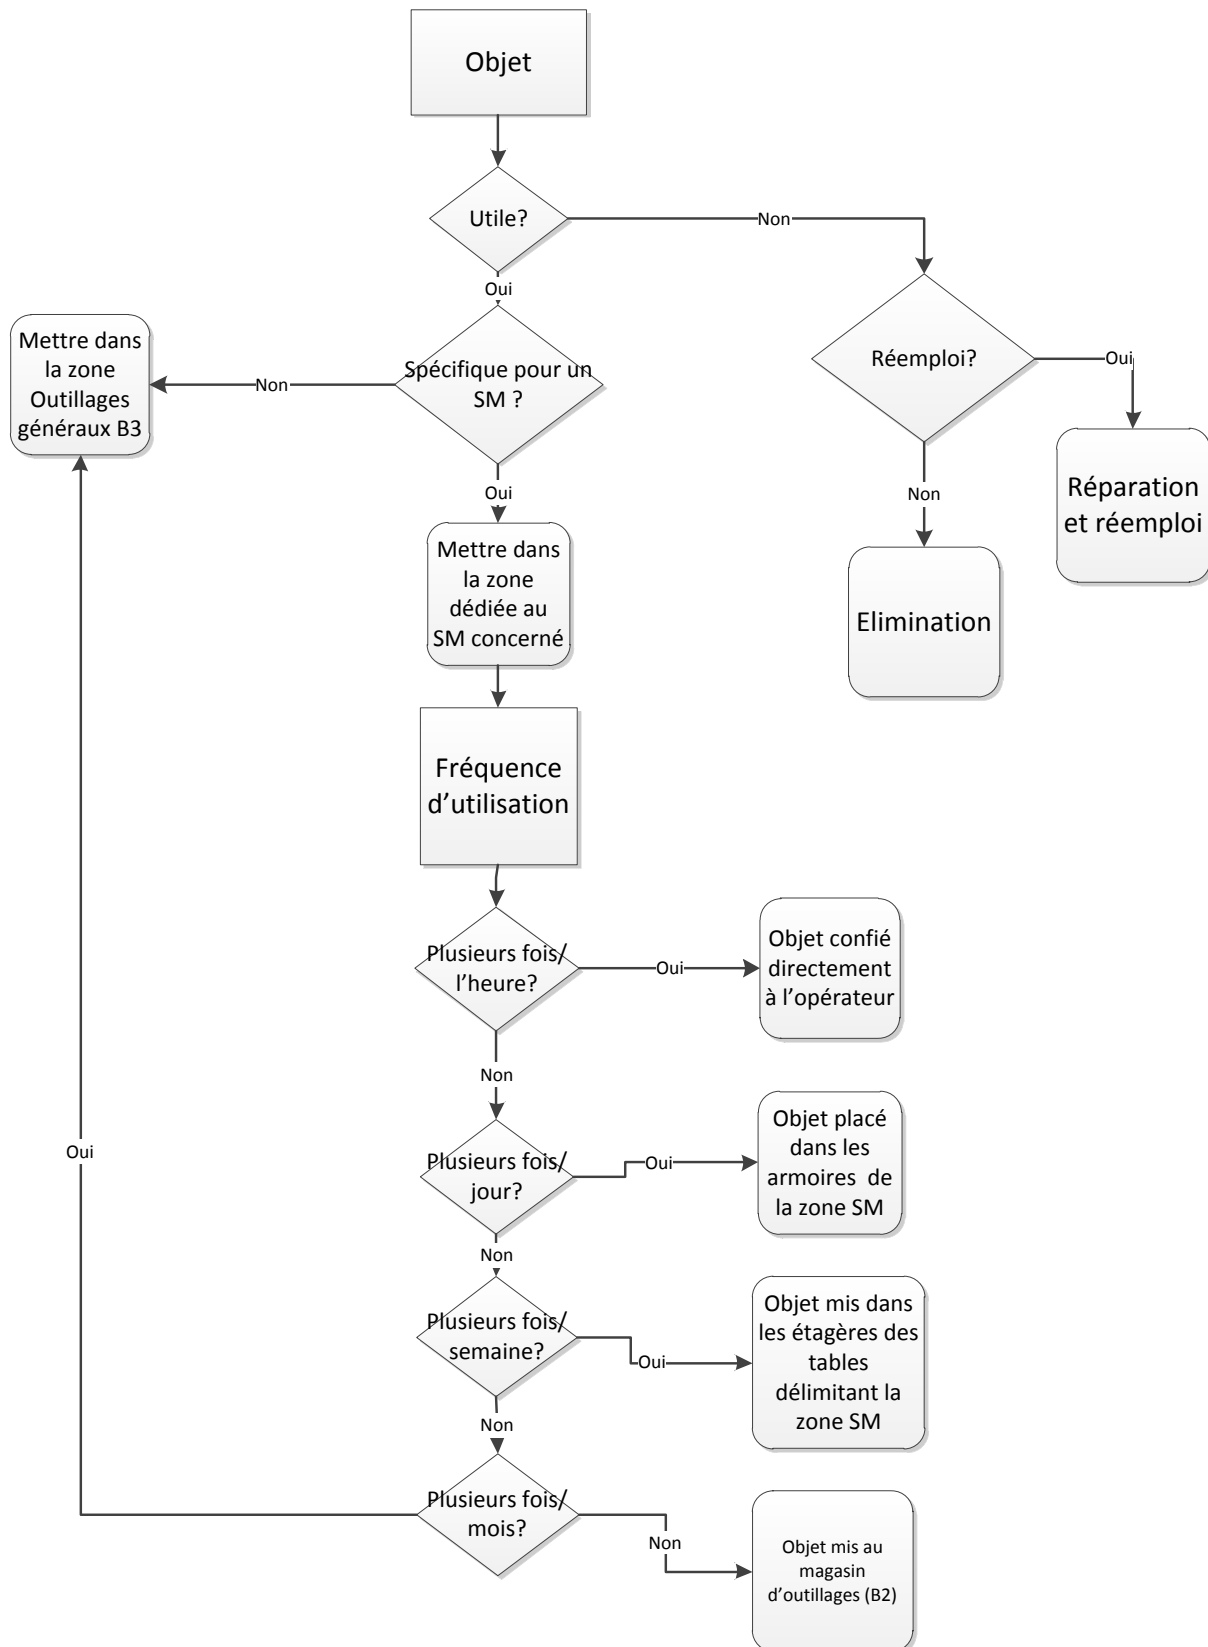 Objet
Utile?
Non
Oui
Mettre dans
la zone
Outillages
généraux B3
Non
Spécifique pour un
SM ?
Réemploi?
Oui
Oui
Non
Réparation
et réemploi
Mettre dans
la zone
dédiée au
SM concerné
Elimination
Fréquence
d’utilisation
Plusieurs fois/
l’heure?
Oui
Objet confié
directement
à l’opérateur
Non
Oui
Plusieurs fois/
jour?
Oui
Objet placé
dans les
armoires de
la zone SM
Non
Plusieurs fois/
semaine?
Oui
Objet mis dans
les étagères des
tables
délimitant la
zone SM
Non
Plusieurs fois/
mois?
Non
Objet mis au
magasin
d’outillages (B2)